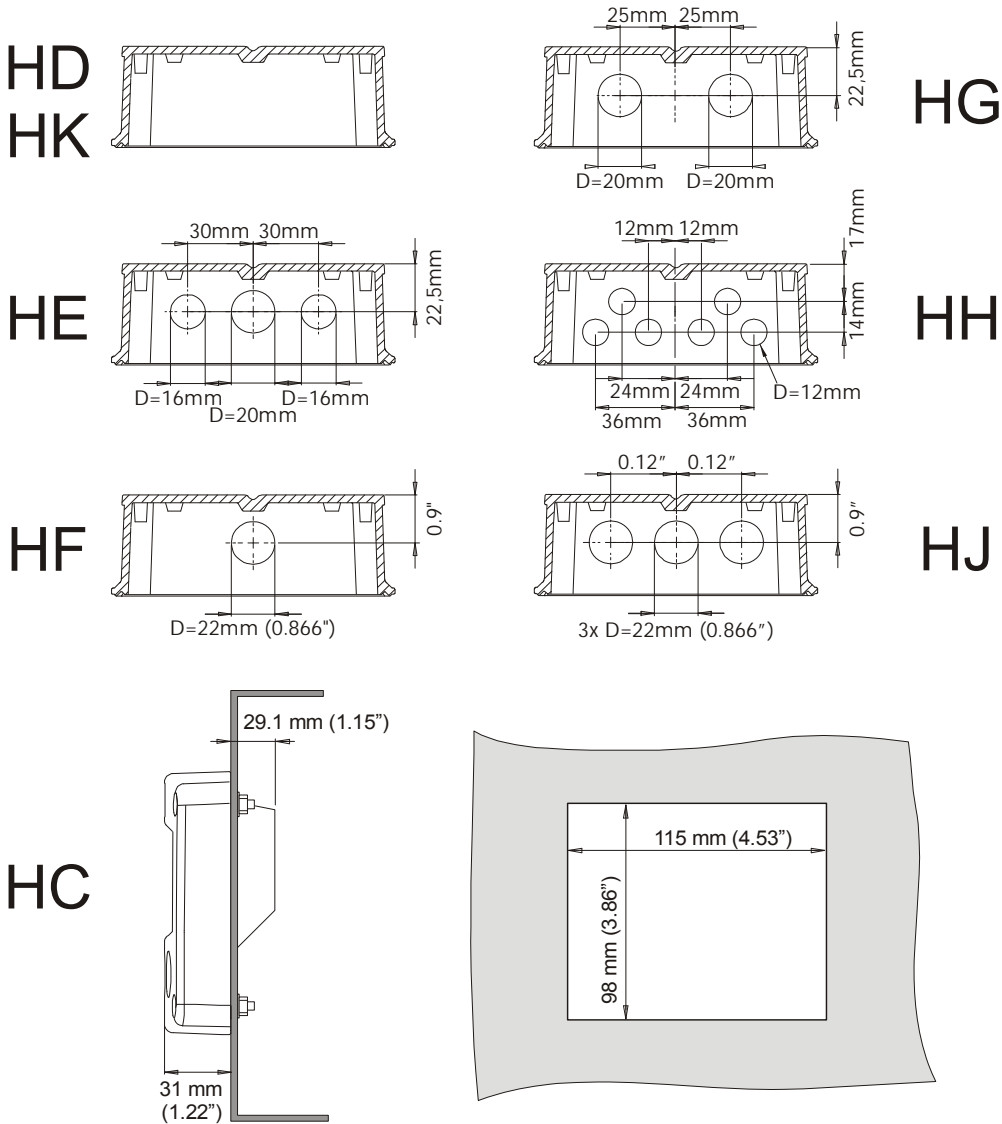 HD
HK
25mm 25mm
22,5mm
D=20mm D=20mm
HG
HE
30mm 30mm
22,5mm
D=16mm D=16mm
D=20mm
12mm 12mm
17mm
14mm
24mm 24mm
D=12mm
36mm 36mm
HH
HF
0.9"
D=22mm (0.866")
0.12″ 0.12″
0.9″
3x D=22mm (0.866″)
HJ
HC
29.1 mm (1.15”)
31 mm
(1.22”)
115 mm (4.53”)
98 mm (3.86”)